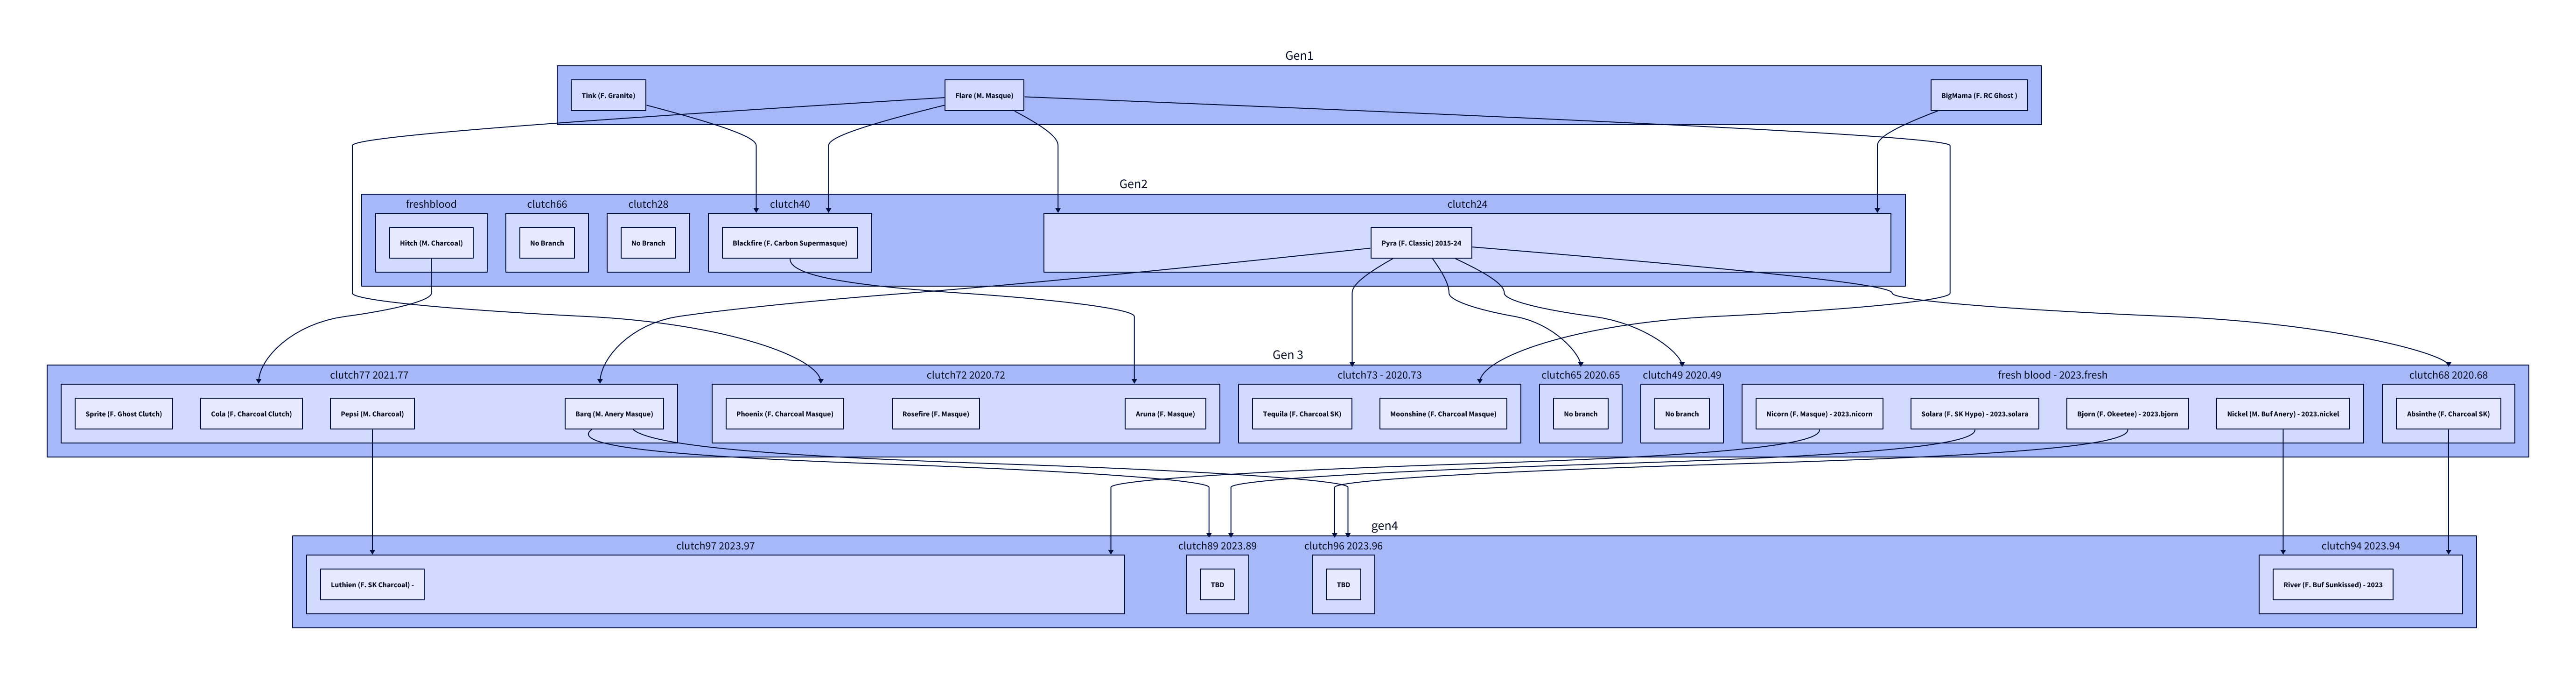 Gen1
Tink (F. Granite)
Flare (M. Masque)
BigMama (F. RC Ghost )
Gen2
freshblood
clutch66
clutch28
clutch40
clutch24
Hitch (M. Charcoal)
No Branch
No Branch
Blackfire (F. Carbon Supermasque)
Pyra (F. Classic) 2015-24
Gen 3
clutch77 2021.77
clutch72 2020.72
clutch73 - 2020.73
clutch65 2020.65
clutch49 2020.49
fresh blood - 2023.fresh
clutch68 2020.68
Sprite (F. Ghost Clutch)
Cola (F. Charcoal Clutch)
Pepsi (M. Charcoal)
Barq (M. Anery Masque)
Phoenix (F. Charcoal Masque)
Rosefire (F. Masque)
Aruna (F. Masque)
Tequila (F. Charcoal SK)
Moonshine (F. Charcoal Masque)
No branch
No branch
Nicorn (F. Masque) - 2023.nicorn
Solara (F. SK Hypo) - 2023.solara
Bjorn (F. Okeetee) - 2023.bjorn
Nickel (M. Buf Anery) - 2023.nickel
Absinthe (F. Charcoal SK)
gen4
clutch97 2023.97
clutch89 2023.89
clutch96 2023.96
clutch94 2023.94
Luthien (F. SK Charcoal) -
TBD
TBD
River (F. Buf Sunkissed) - 2023